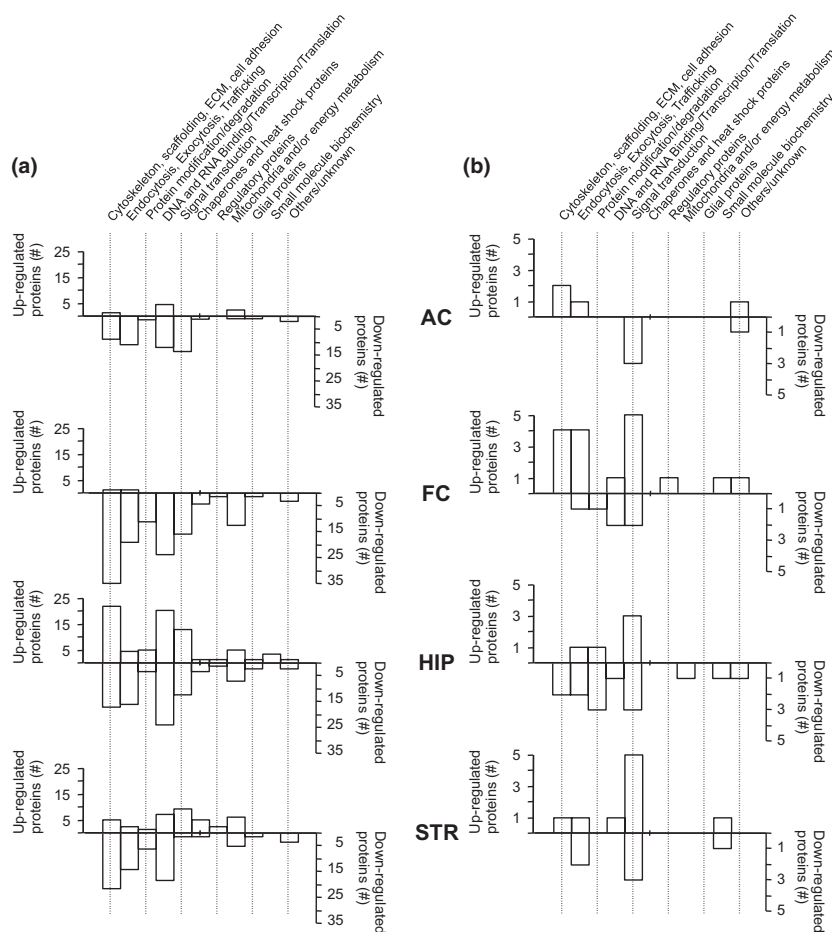 (a)
Cytoskeleton, scaffolding, ECM, cell adhesion
Endocytosis, Exocytosis, Trafficking
Protein modification/degradation
DNA and RNA Binding/Transcription/Translation
Signal transduction
Chaperones and heat shock proteins
Regulatory proteins
Mitochondria and/or energy metabolism
Glial proteins
Small molecule biochemistry
Others/unknown
Up-regulated
proteins (#)
25
15
5
5
15
25
35
Down-regulated
proteins (#)
Up-regulated
proteins (#)
25
15
5
5
15
25
35
Down-regulated
proteins (#)
Up-regulated
proteins (#)
25
15
5
5
15
25
35
Down-regulated
proteins (#)
Up-regulated
proteins (#)
25
15
5
5
15
25
35
Down-regulated
proteins (#)
AC
FC
HIP
STR
(b)
Cytoskeleton, scaffolding, ECM, cell adhesion
Endocytosis, Exocytosis, Trafficking
Protein modification/degradation
DNA and RNA Binding/Transcription/Translation
Signal transduction
Chaperones and heat shock proteins
Regulatory proteins
Mitochondria and/or energy metabolism
Glial proteins
Small molecule biochemistry
Others/unknown
Up-regulated
proteins (#)
5
3
1
1
3
5
Down-regulated
proteins (#)
Up-regulated
proteins (#)
5
3
1
1
3
5
Down-regulated
proteins (#)
Up-regulated
proteins (#)
5
3
1
1
3
5
Down-regulated
proteins (#)
Up-regulated
proteins (#)
5
3
1
1
3
5
Down-regulated
proteins (#)